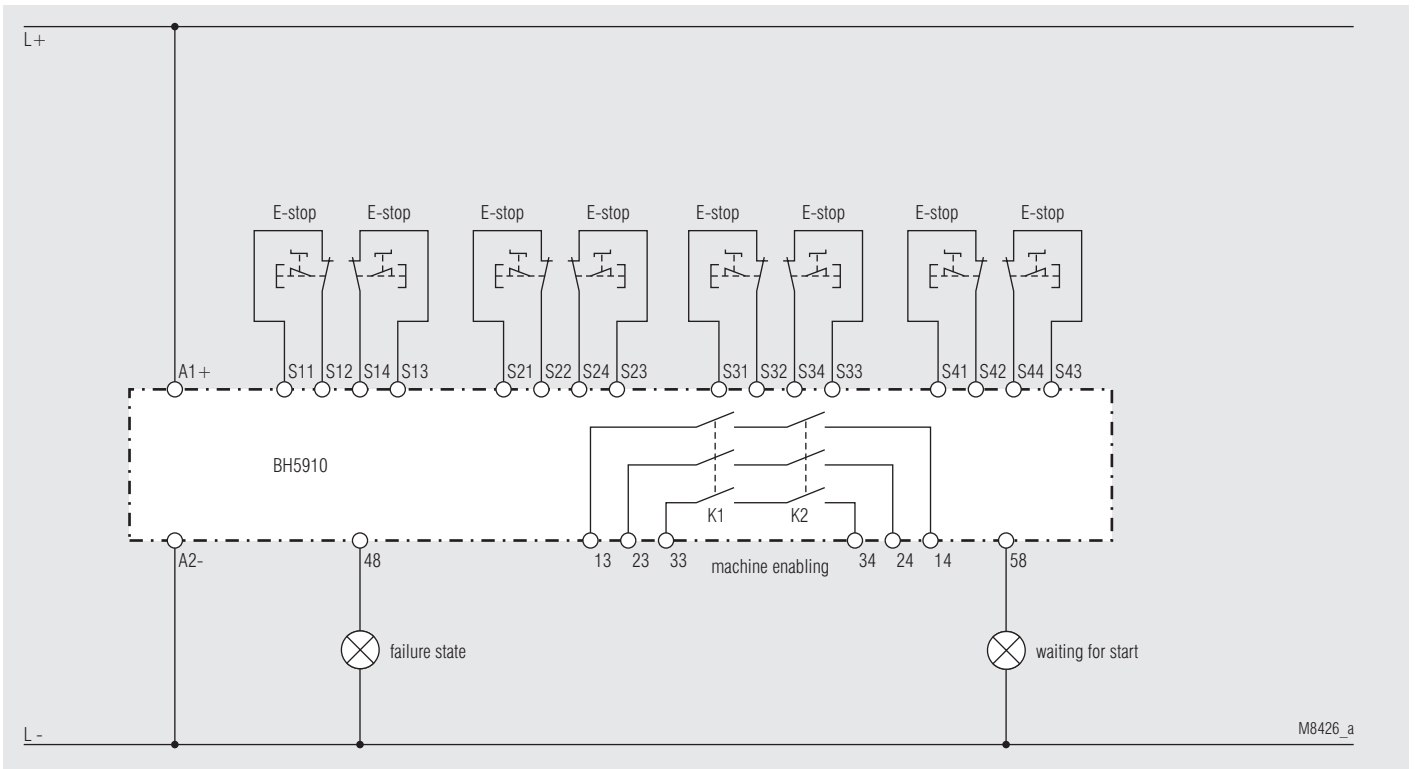 L+
E-stop E-stop E-stop E-stop E-stop E-stop E-stop E-stop
A1+ S11 S12 S14 S13 S21 S22 S24 S23 S31 S32 S34 S33 S41 S42 S44 S43
BH5910
K1 K2
A2- 48 13 23 33 machine enabling 34 24 14 58
failure state waiting for start
L - M8426_a